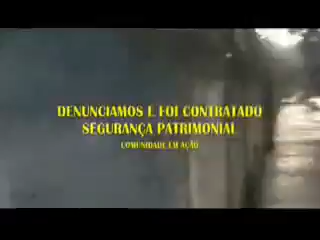 DENUNCIAMOS E FOI CONTRATADO
SEGURANÇA PATRIMONIAL
COMUNIDADE EM AÇÃO